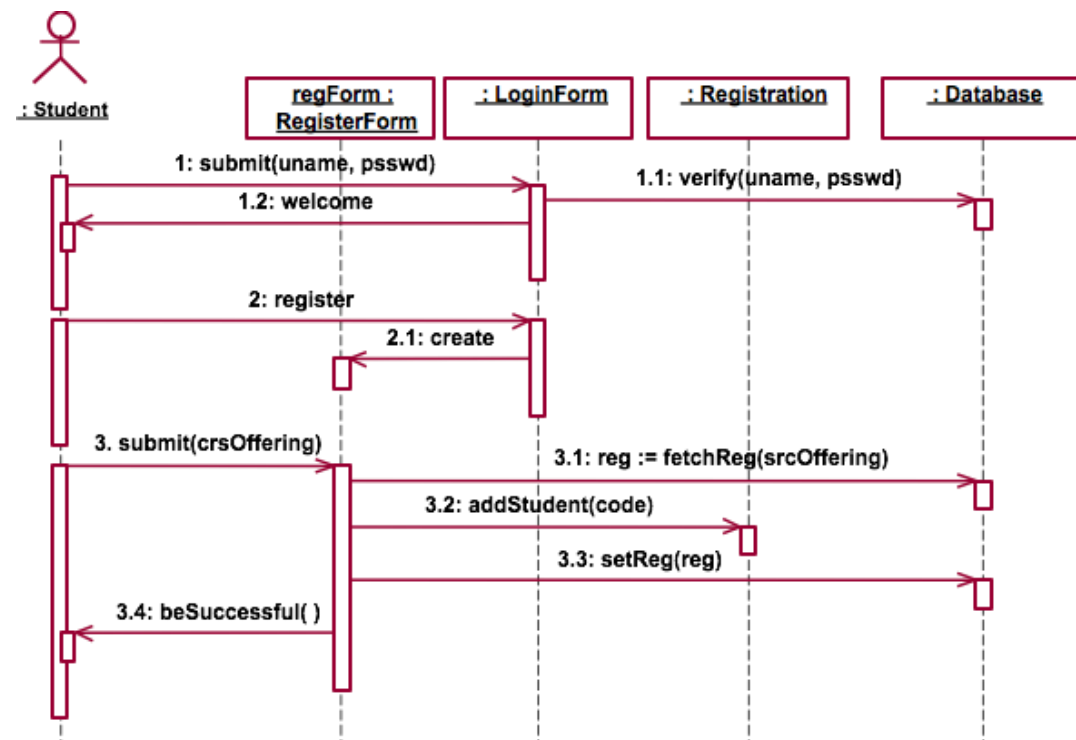 : Student
regForm :
RegisterForm
: LoginForm
: Registration
: Database
1: submit(uname, psswd)
1.1: verify(uname, psswd)
1.2: welcome
2: register
2.1: create
3. submit(crsOffering)
3.1: reg := fetchReg(srcOffering)
3.2: addStudent(code)
3.3: setReg(reg)
3.4: beSuccessful( )